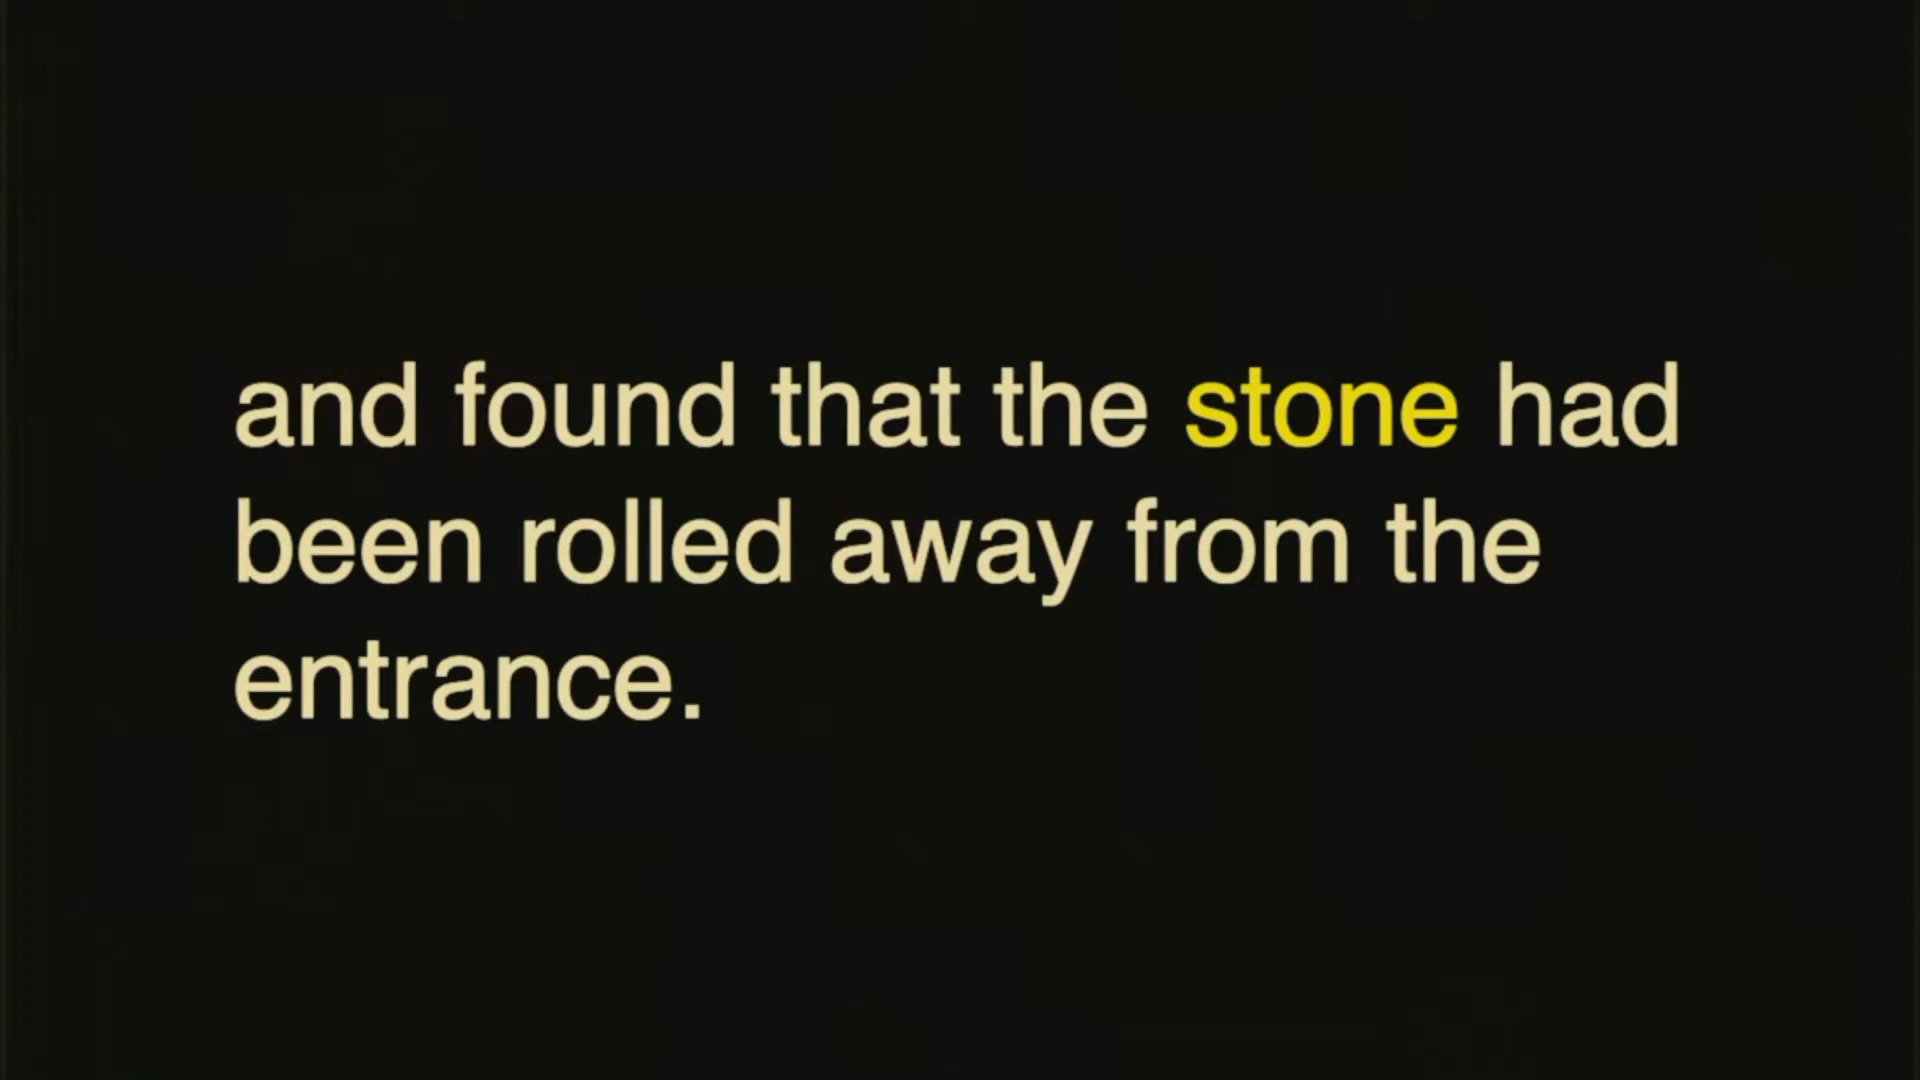 and found that the stone had
been rolled away from the
entrance.